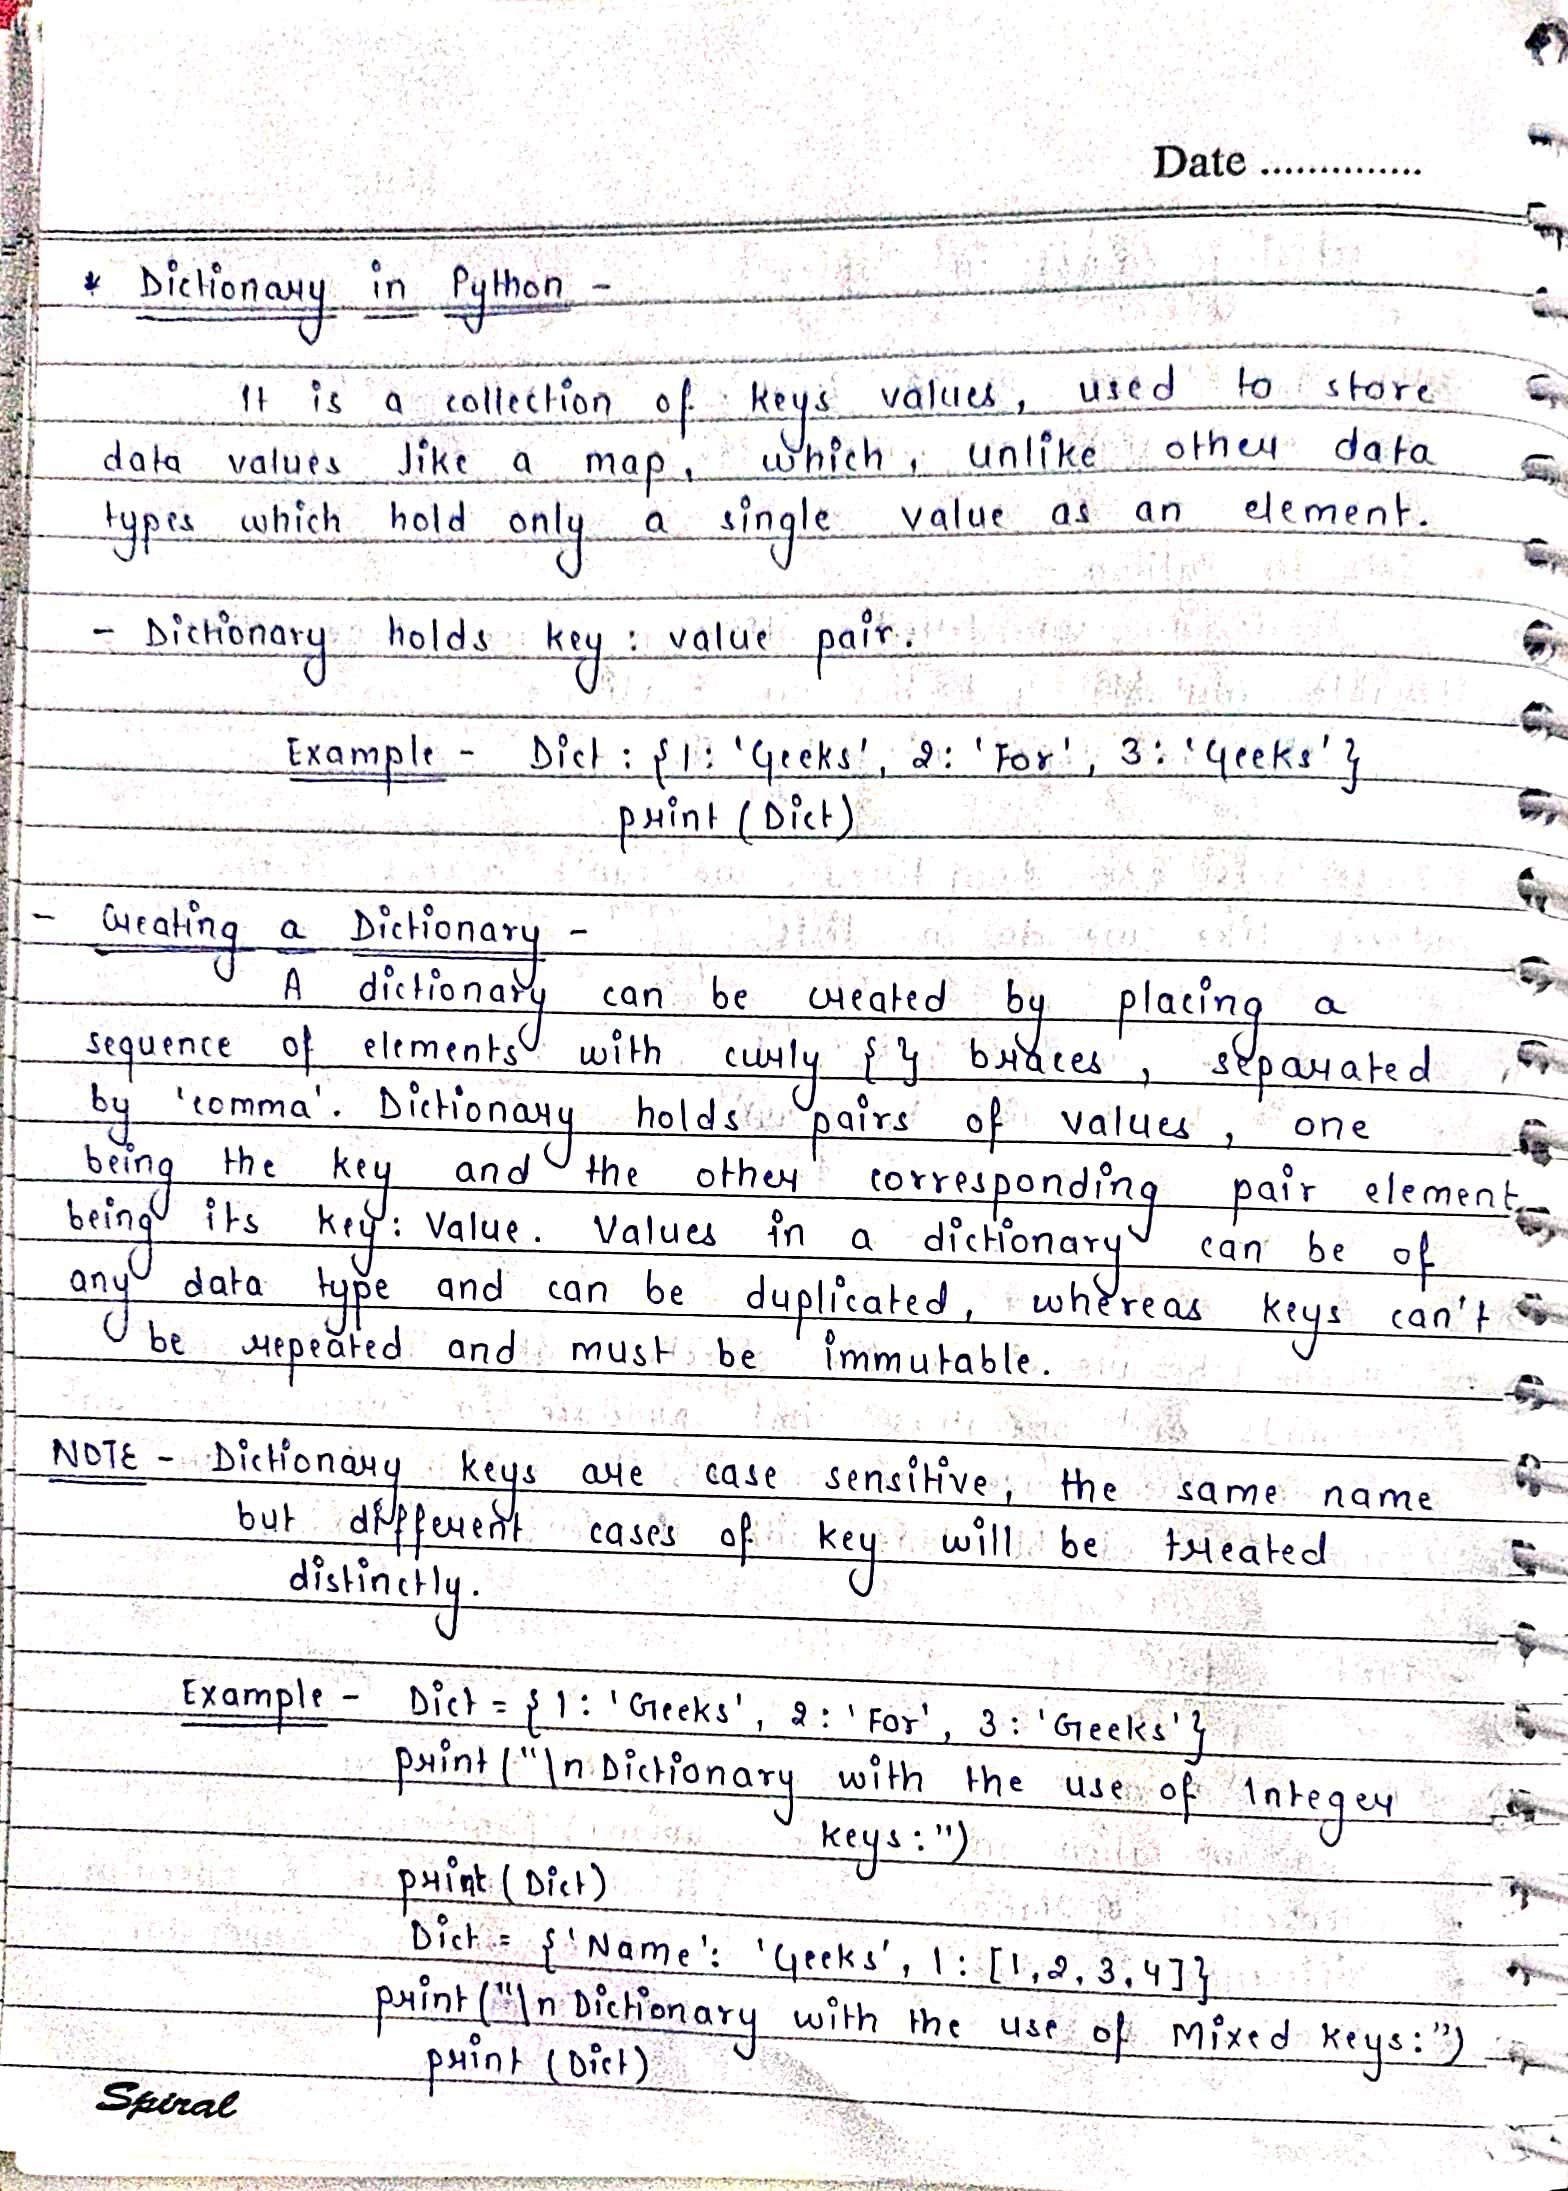 Date ...............
* Dictionary in Python -
It is a collection of keys values, used to store
data values like a map, which, unlike other data
types which hold only a single value as an element.
- Dictionary holds key : value pair.
Example - Dict : {1: 'Geeks', 2: 'For', 3: 'Geeks'}
print (Dict)
- Creating a Dictionary -
A dictionary can be created by placing a
sequence of elements with curly { } braces, separated
by 'comma'. Dictionary holds pairs of values, one
being the key and the other corresponding pair element
being its key : Value. Values in a dictionary can be of
any data type and can be duplicated, whereas keys can't
be repeated and must be immutable.
NOTE - Dictionary keys are case sensitive, the same name
but different cases of key will be treated
distinctly.
Example - Dict = {1: 'Geeks', 2: 'For', 3: 'Geeks'}
print ("\n Dictionary with the use of Integer
keys:")
print (Dict)
Dict = {'Name': 'Geeks', 1: [1,2,3,4]}
print ("\n Dictionary with the use of Mixed keys:")
print (Dict)
Spiral